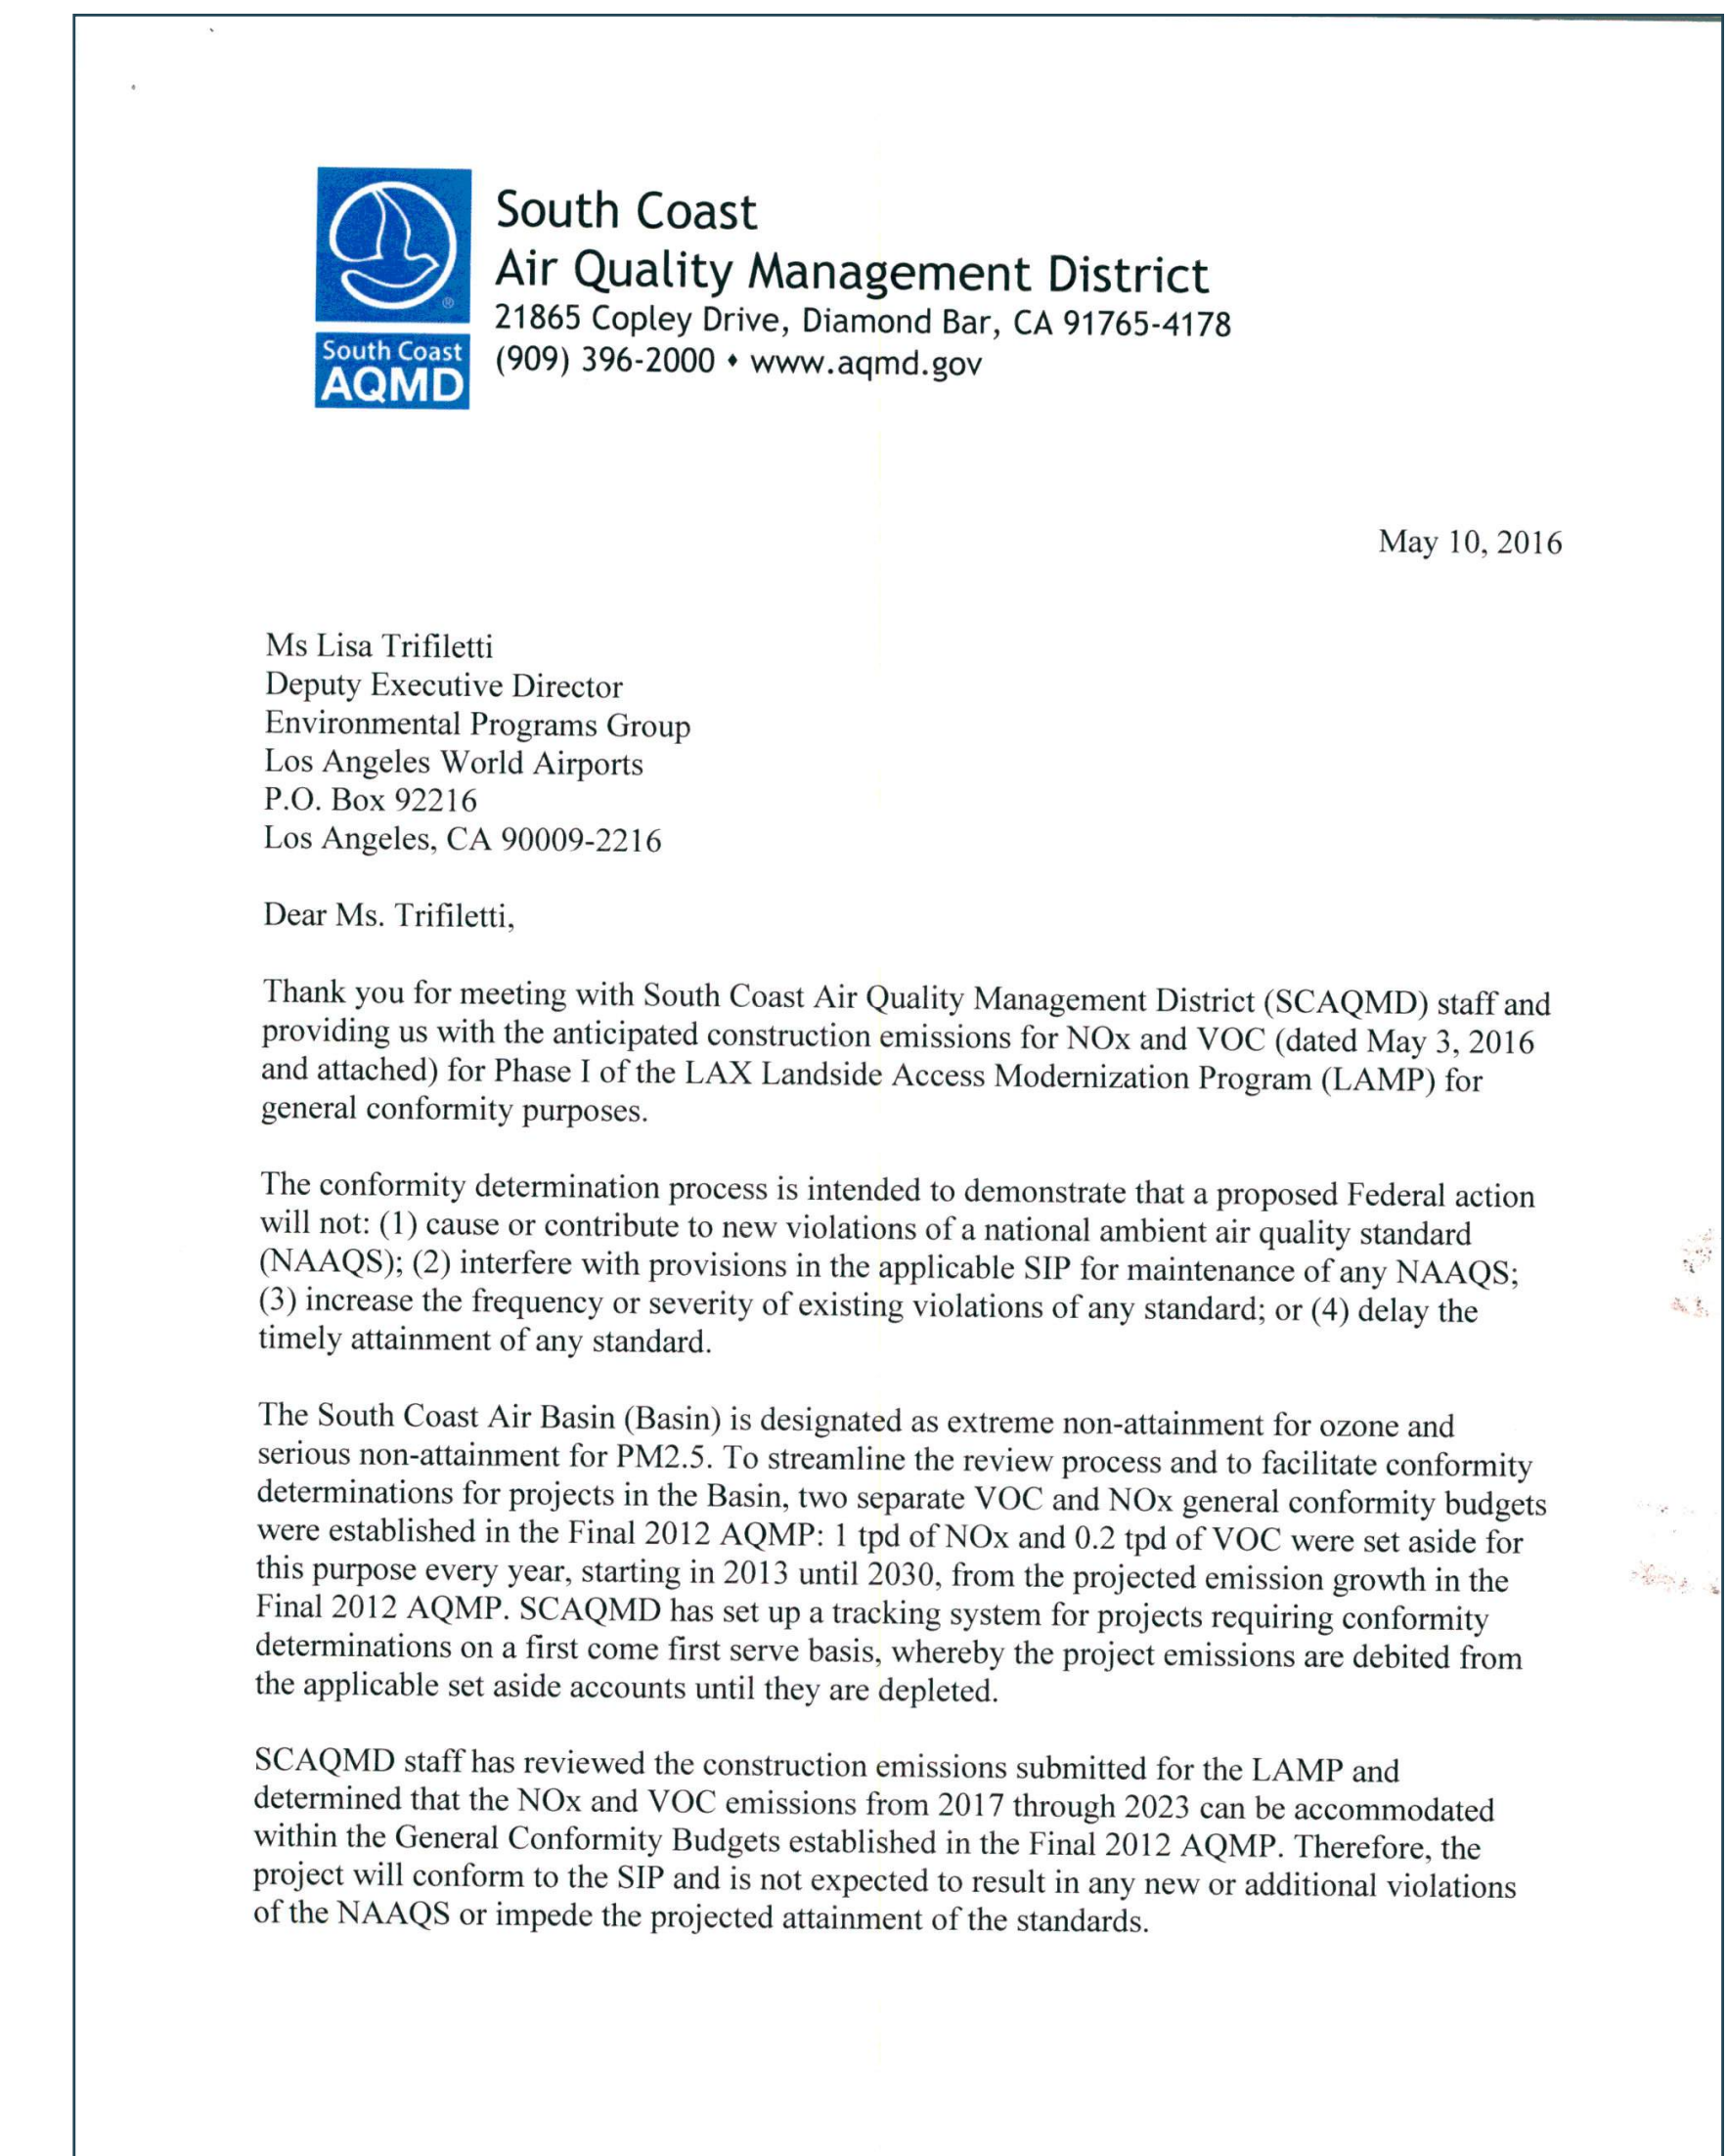 South Coast
Air Quality Management District
21865 Copley Drive, Diamond Bar, CA 91765-4178
(909) 396-2000 • www.aqmd.gov
South Coast
AQMD
®
May 10, 2016
Ms Lisa Trifiletti
Deputy Executive Director
Environmental Programs Group
Los Angeles World Airports
P.O. Box 92216
Los Angeles, CA 90009-2216
Dear Ms. Trifiletti,
Thank you for meeting with South Coast Air Quality Management District (SCAQMD) staff and
providing us with the anticipated construction emissions for NOx and VOC (dated May 3, 2016
and attached) for Phase I of the LAX Landside Access Modernization Program (LAMP) for
general conformity purposes.
The conformity determination process is intended to demonstrate that a proposed Federal action
will not: (1) cause or contribute to new violations of a national ambient air quality standard
(NAAQS); (2) interfere with provisions in the applicable SIP for maintenance of any NAAQS;
(3) increase the frequency or severity of existing violations of any standard; or (4) delay the
timely attainment of any standard.
The South Coast Air Basin (Basin) is designated as extreme non-attainment for ozone and
serious non-attainment for PM2.5. To streamline the review process and to facilitate conformity
determinations for projects in the Basin, two separate VOC and NOx general conformity budgets
were established in the Final 2012 AQMP: 1 tpd of NOx and 0.2 tpd of VOC were set aside for
this purpose every year, starting in 2013 until 2030, from the projected emission growth in the
Final 2012 AQMP. SCAQMD has set up a tracking system for projects requiring conformity
determinations on a first come first serve basis, whereby the project emissions are debited from
the applicable set aside accounts until they are depleted.
SCAQMD staff has reviewed the construction emissions submitted for the LAMP and
determined that the NOx and VOC emissions from 2017 through 2023 can be accommodated
within the General Conformity Budgets established in the Final 2012 AQMP. Therefore, the
project will conform to the SIP and is not expected to result in any new or additional violations
of the NAAQS or impede the projected attainment of the standards.